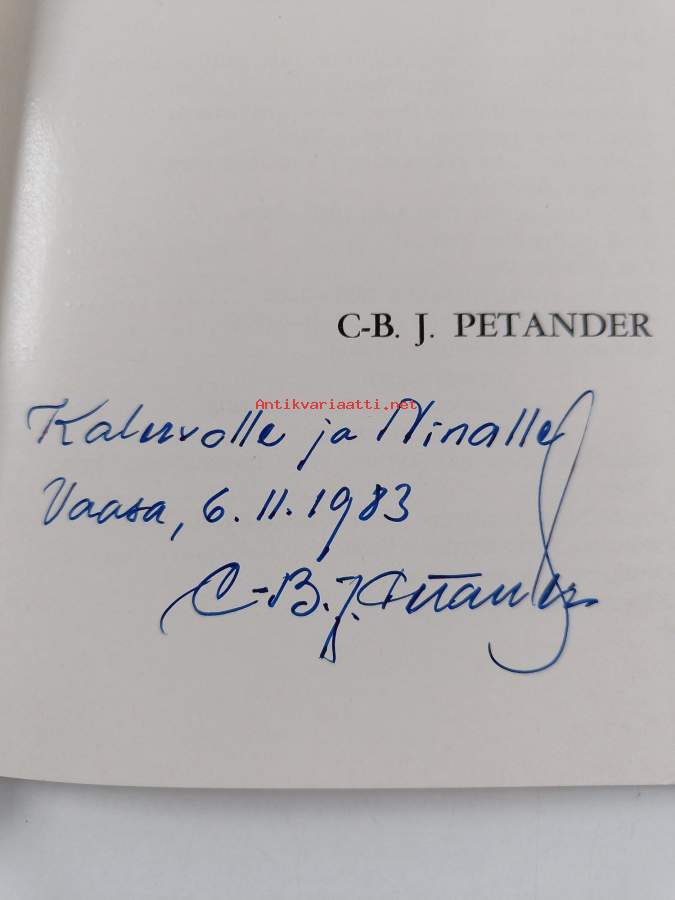 C-B. J. PETANDER
Antikvariaatti.net
Kalervolle ja Ninalle
Vaasa, 6.11.1983
C-B. J. Petander